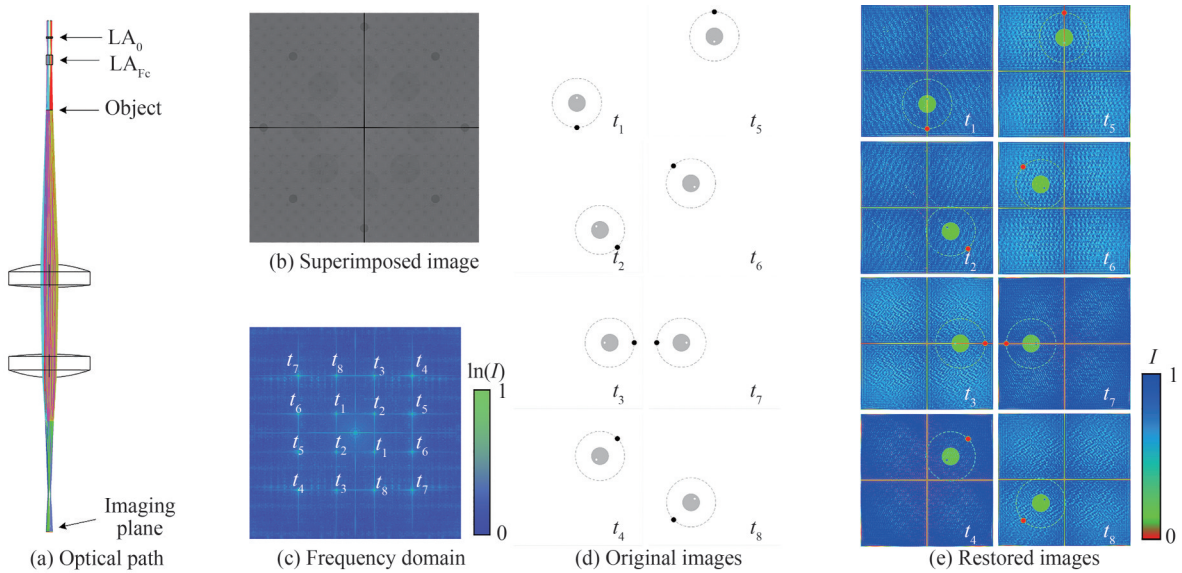 LA0
LAFc
Object
Imaging
plane
(a) Optical path
(b) Superimposed image
t7 t8 t3 t4
t6 t1 t2 t5
t5 t2 t1 t6
t4 t3 t8 t7
ln(I)
1
0
(c) Frequency domain
t1 t5
t2 t6
t3 t7
t4 t8
(d) Original images
t1 t5
t2 t6
t3 t7
t4 t8
I
1
0
(e) Restored images